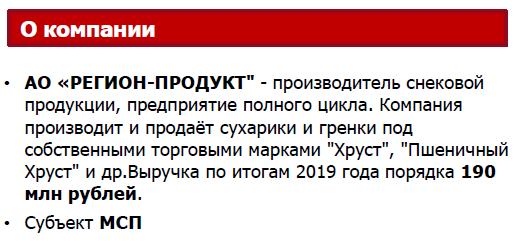 О компании
• АО «РЕГИОН-ПРОДУКТ" - производитель снековой
продукции, предприятие полного цикла. Компания
производит и продаёт сухарики и гренки под
собственными торговыми марками "Хруст", "Пшеничный
Хруст" и др.Выручка по итогам 2019 года порядка 190
млн рублей.
• Субъект МСП